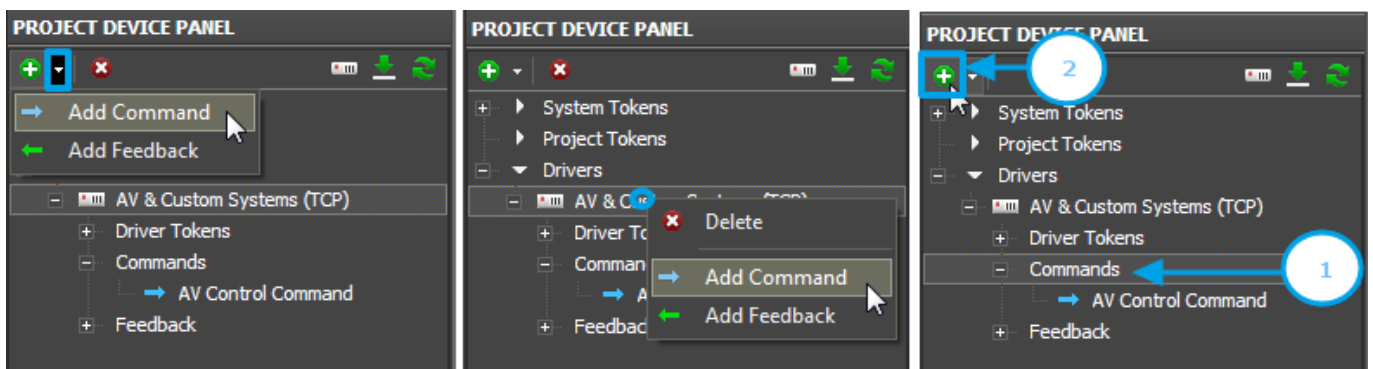 PROJECT DEVICE PANEL
Add Command
Add Feedback
AV & Custom Systems (TCP)
Driver Tokens
Commands
AV Control Command
Feedback
PROJECT DEVICE PANEL
System Tokens
Project Tokens
Drivers
AV & C
Delete
Driver To
Comman
Add Command
A
Add Feedback
Feedbac
PROJECT DEVICE PANEL
2
System Tokens
Project Tokens
Drivers
AV & Custom Systems (TCP)
Driver Tokens
Commands
1
AV Control Command
Feedback